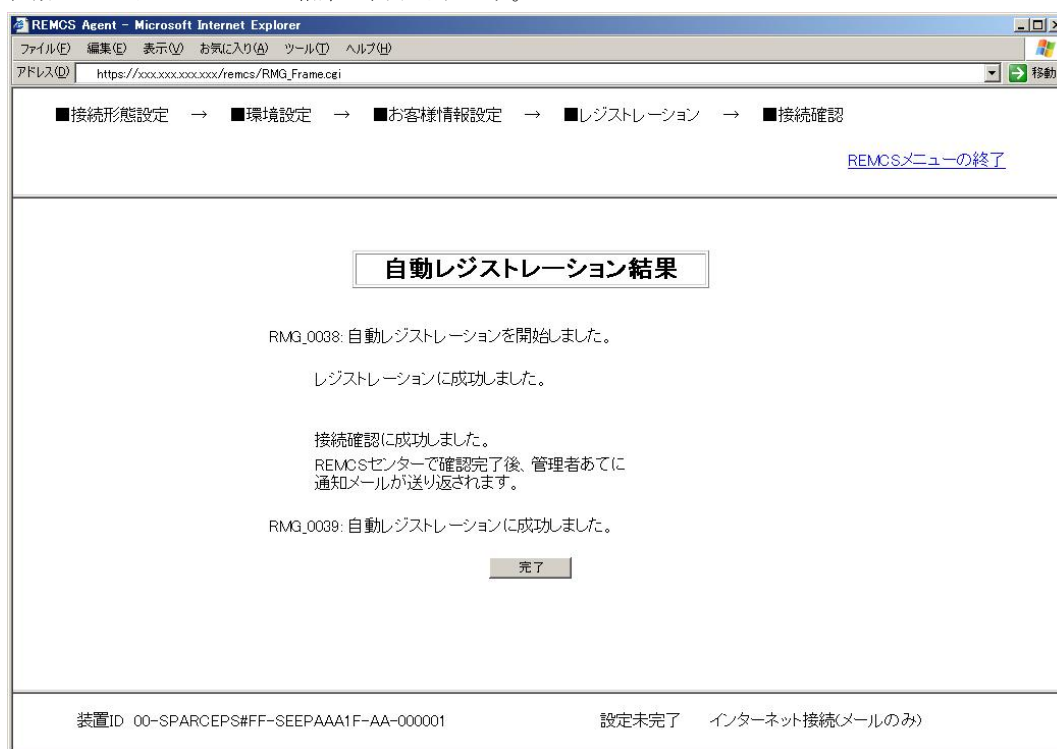 REMCS Agent - Microsoft Internet Explorer
ファイル(F) 編集(E) 表示(V) お気に入り(A) ツール(T) ヘルプ(H)
アドレス(D) https://xxx.xxx.xxx.xxx/remcs/RMG_Frame.cgi 移動
■接続形態設定 → ■環境設定 → ■お客様情報設定 → ■レジストレーション → ■接続確認
REMCSメニューの終了
自動レジストレーション結果
RMG_0038: 自動レジストレーションを開始しました。
レジストレーションに成功しました。
接続確認に成功しました。
REMCSセンターで確認完了後、管理者あてに
通知メールが送り返されます。
RMG_0039: 自動レジストレーションに成功しました。
完了
装置ID 00-SPARCEPS#FF-SEEPAAA1F-AA-000001 設定未完了 インターネット接続(メールのみ)